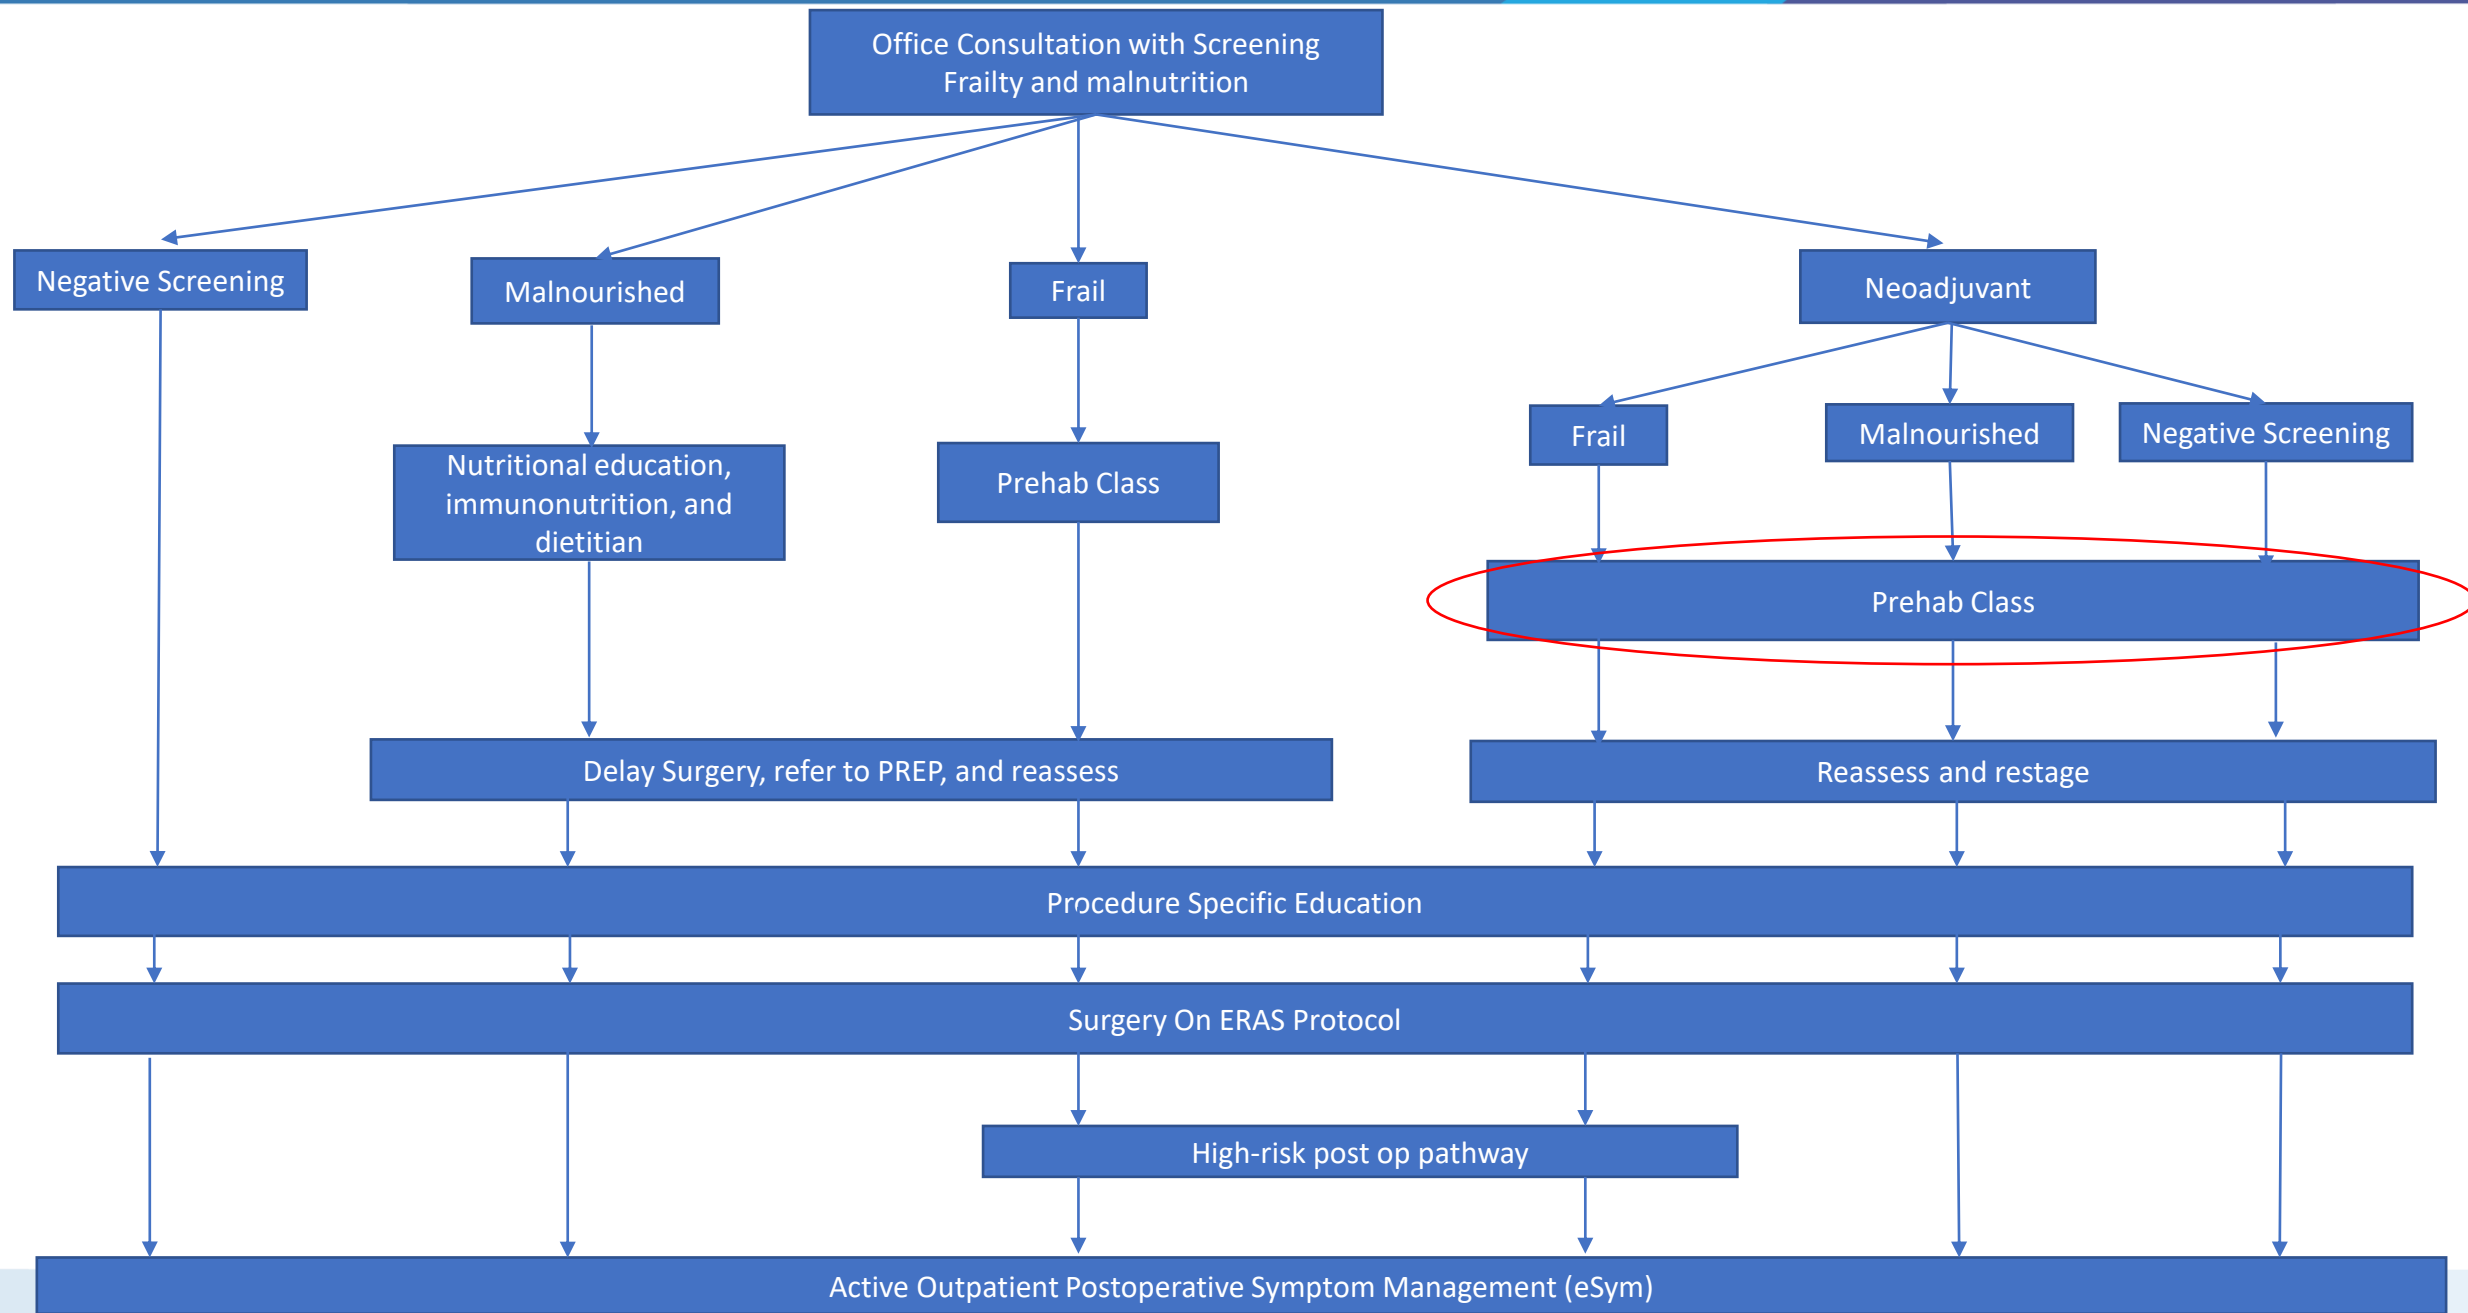 Office Consultation with Screening
Frailty and malnutrition
Negative Screening
Malnourished
Frail
Neoadjuvant
Frail
Malnourished
Negative Screening
Nutritional education,
immunonutrition, and
dietitian
Prehab Class
Prehab Class
Delay Surgery, refer to PREP, and reassess
Reassess and restage
Procedure Specific Education
Surgery On ERAS Protocol
High-risk post op pathway
Active Outpatient Postoperative Symptom Management (eSym)